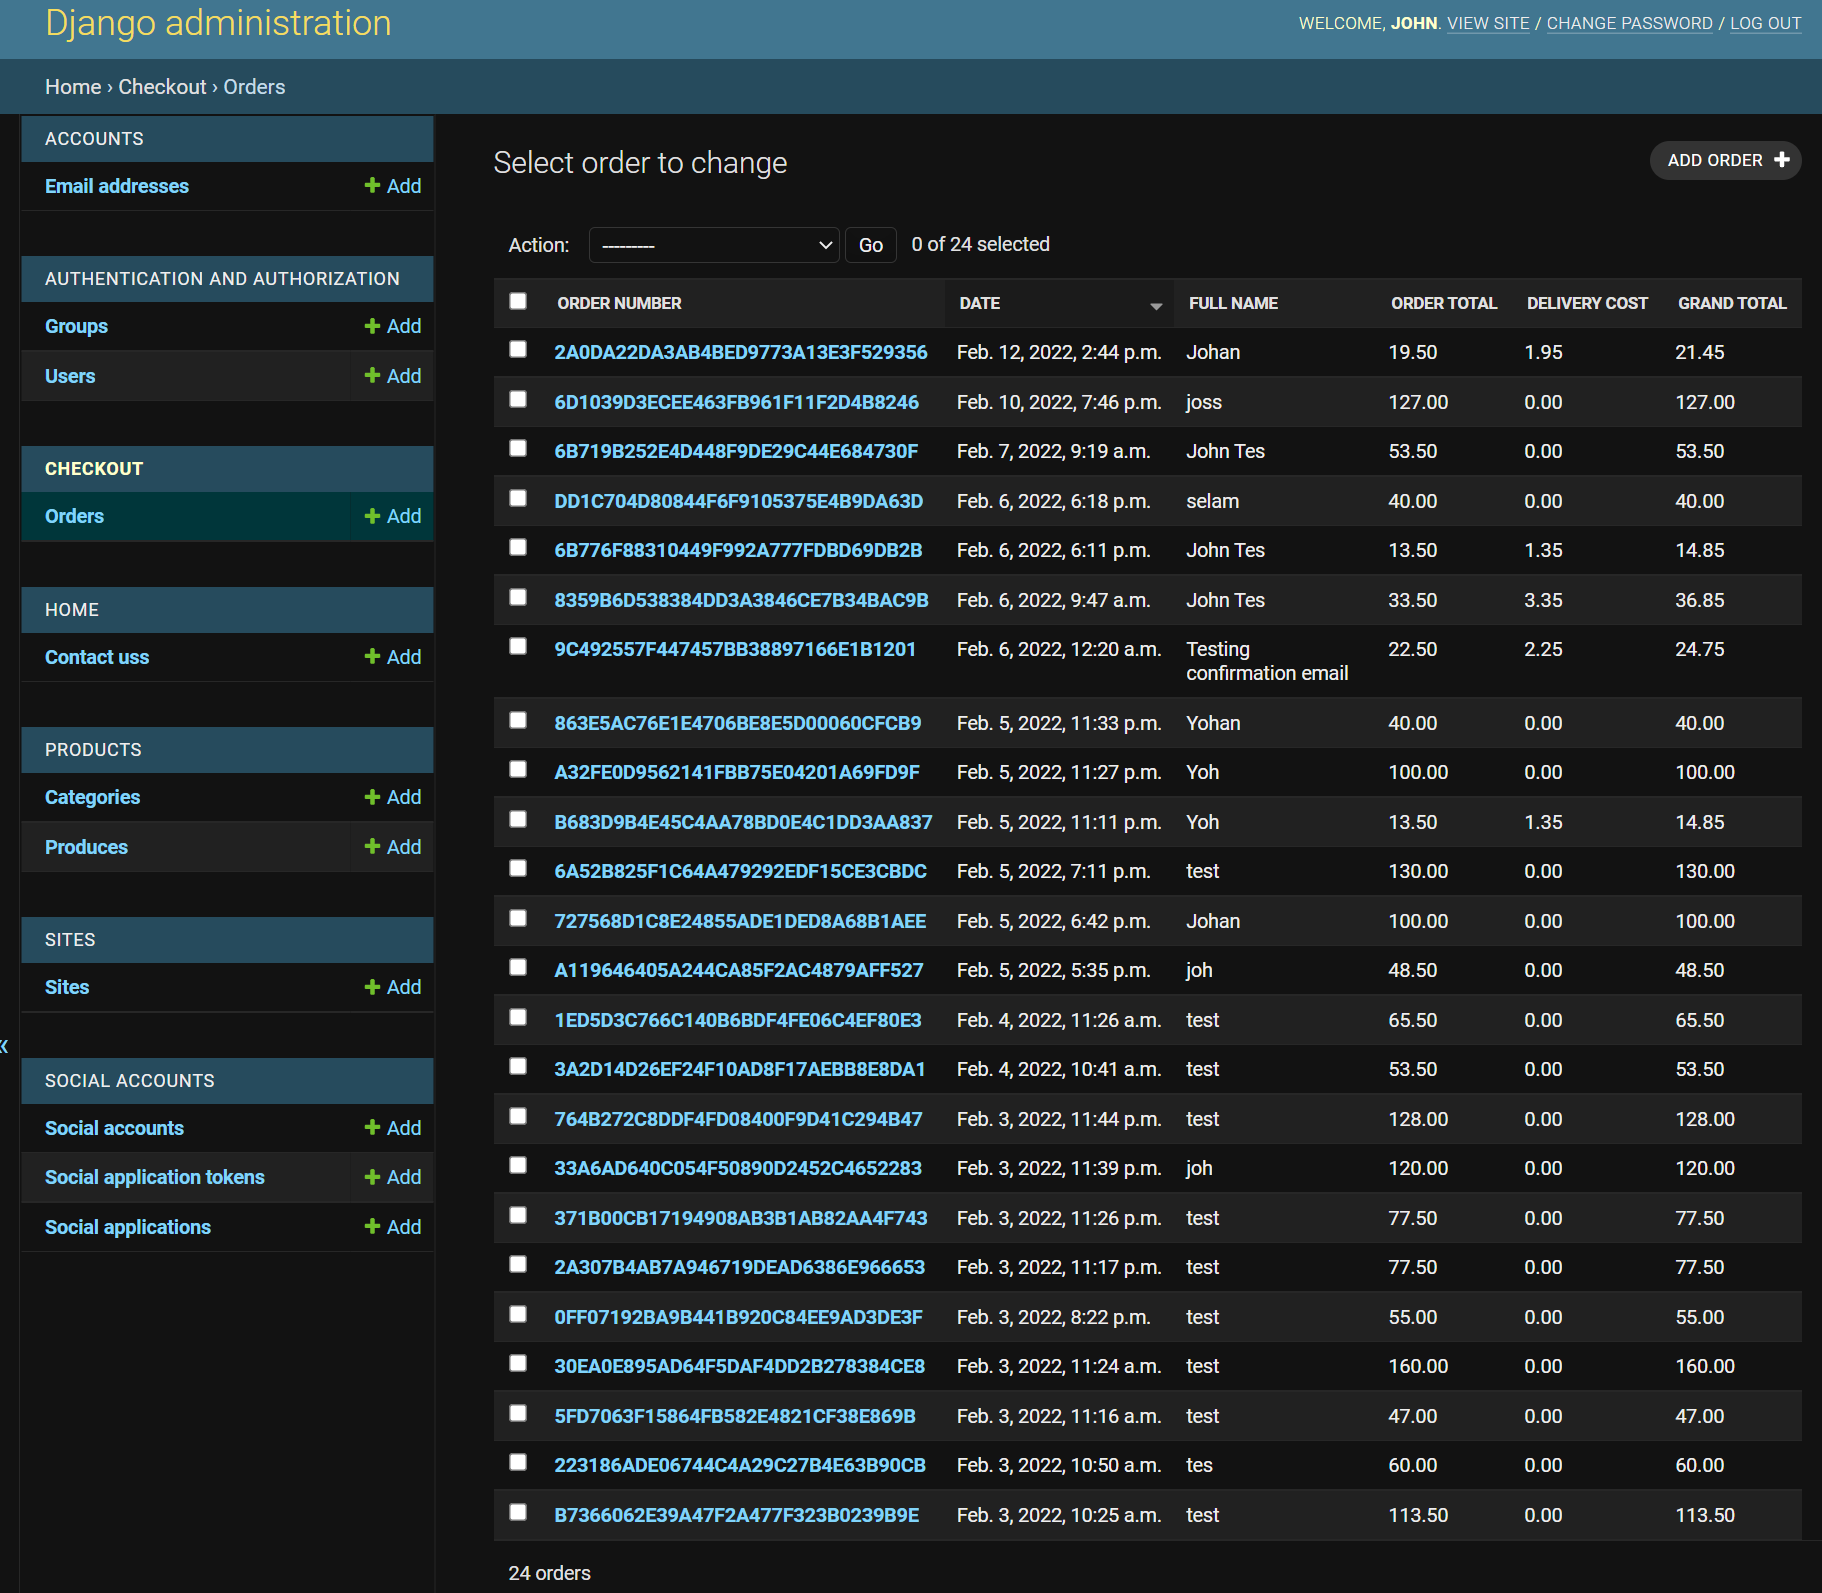 Django administration
WELCOME, JOHN. VIEW SITE / CHANGE PASSWORD / LOG OUT
Home › Checkout › Orders
ACCOUNTS
Email addresses + Add
AUTHENTICATION AND AUTHORIZATION
Groups + Add
Users + Add
CHECKOUT
Orders + Add
HOME
Contact uss + Add
PRODUCTS
Categories + Add
Produces + Add
SITES
Sites + Add
«
SOCIAL ACCOUNTS
Social accounts + Add
Social application tokens + Add
Social applications + Add
Select order to change
ADD ORDER +
Action: --------- Go 0 of 24 selected
ORDER NUMBER DATE FULL NAME ORDER TOTAL DELIVERY COST GRAND TOTAL
2A0DA22DA3AB4BED9773A13E3F529356 Feb. 12, 2022, 2:44 p.m. Johan 19.50 1.95 21.45
6D1039D3ECEE463FB961F11F2D4B8246 Feb. 10, 2022, 7:46 p.m. joss 127.00 0.00 127.00
6B719B252E4D448F9DE29C44E684730F Feb. 7, 2022, 9:19 a.m. John Tes 53.50 0.00 53.50
DD1C704D80844F6F9105375E4B9DA63D Feb. 6, 2022, 6:18 p.m. selam 40.00 0.00 40.00
6B776F88310449F992A777FDBD69DB2B Feb. 6, 2022, 6:11 p.m. John Tes 13.50 1.35 14.85
8359B6D538384DD3A3846CE7B34BAC9B Feb. 6, 2022, 9:47 a.m. John Tes 33.50 3.35 36.85
9C492557F447457BB38897166E1B1201 Feb. 6, 2022, 12:20 a.m. Testing 22.50 2.25 24.75
confirmation email
863E5AC76E1E4706BE8E5D00060CFCB9 Feb. 5, 2022, 11:33 p.m. Yohan 40.00 0.00 40.00
A32FE0D9562141FBB75E04201A69FD9F Feb. 5, 2022, 11:27 p.m. Yoh 100.00 0.00 100.00
B683D9B4E45C4AA78BD0E4C1DD3AA837 Feb. 5, 2022, 11:11 p.m. Yoh 13.50 1.35 14.85
6A52B825F1C64A479292EDF15CE3CBDC Feb. 5, 2022, 7:11 p.m. test 130.00 0.00 130.00
727568D1C8E24855ADE1DED8A68B1AEE Feb. 5, 2022, 6:42 p.m. Johan 100.00 0.00 100.00
A119646405A244CA85F2AC4879AFF527 Feb. 5, 2022, 5:35 p.m. joh 48.50 0.00 48.50
1ED5D3C766C140B6BDF4FE06C4EF80E3 Feb. 4, 2022, 11:26 a.m. test 65.50 0.00 65.50
3A2D14D26EF24F10AD8F17AEBB8E8DA1 Feb. 4, 2022, 10:41 a.m. test 53.50 0.00 53.50
764B272C8DDF4FD08400F9D41C294B47 Feb. 3, 2022, 11:44 p.m. test 128.00 0.00 128.00
33A6AD640C054F50890D2452C4652283 Feb. 3, 2022, 11:39 p.m. joh 120.00 0.00 120.00
371B00CB17194908AB3B1AB82AA4F743 Feb. 3, 2022, 11:26 p.m. test 77.50 0.00 77.50
2A307B4AB7A946719DEAD6386E966653 Feb. 3, 2022, 11:17 p.m. test 77.50 0.00 77.50
0FF07192BA9B441B920C84EE9AD3DE3F Feb. 3, 2022, 8:22 p.m. test 55.00 0.00 55.00
30EA0E895AD64F5DAF4DD2B278384CE8 Feb. 3, 2022, 11:24 a.m. test 160.00 0.00 160.00
5FD7063F15864FB582E4821CF38E869B Feb. 3, 2022, 11:16 a.m. test 47.00 0.00 47.00
223186ADE06744C4A29C27B4E63B90CB Feb. 3, 2022, 10:50 a.m. tes 60.00 0.00 60.00
B7366062E39A47F2A477F323B0239B9E Feb. 3, 2022, 10:25 a.m. test 113.50 0.00 113.50
24 orders